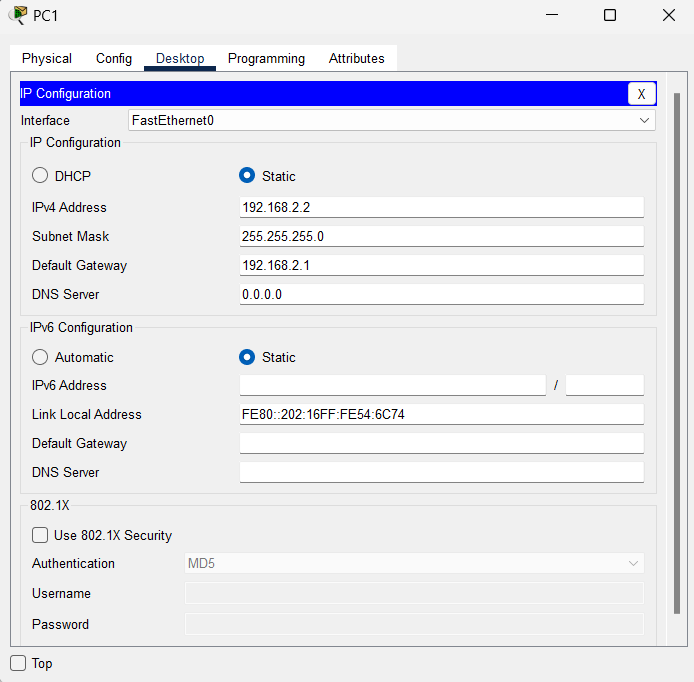 PC1
Physical Config Desktop Programming Attributes
IP Configuration X
Interface FastEthernet0
IP Configuration
DHCP Static
IPv4 Address 192.168.2.2
Subnet Mask 255.255.255.0
Default Gateway 192.168.2.1
DNS Server 0.0.0.0
IPv6 Configuration
Automatic Static
IPv6 Address /
Link Local Address FE80::202:16FF:FE54:6C74
Default Gateway
DNS Server
802.1X
Use 802.1X Security
Authentication MD5
Username
Password
Top